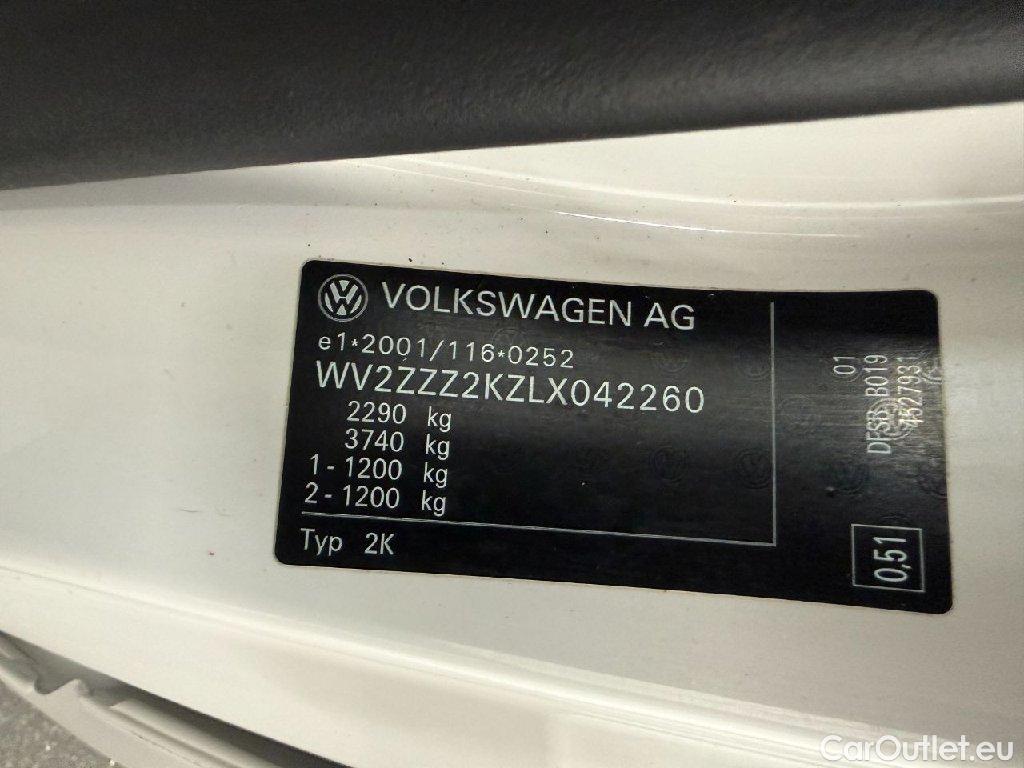 VOLKSWAGEN AG
e1*2001/116*0252
WV2ZZZ2KZLX042260
2290 kg
3740 kg
1 - 1200 kg
2 - 1200 kg
Typ 2K
01
DFSB B019
4527931
0,51
CarOutlet.eu